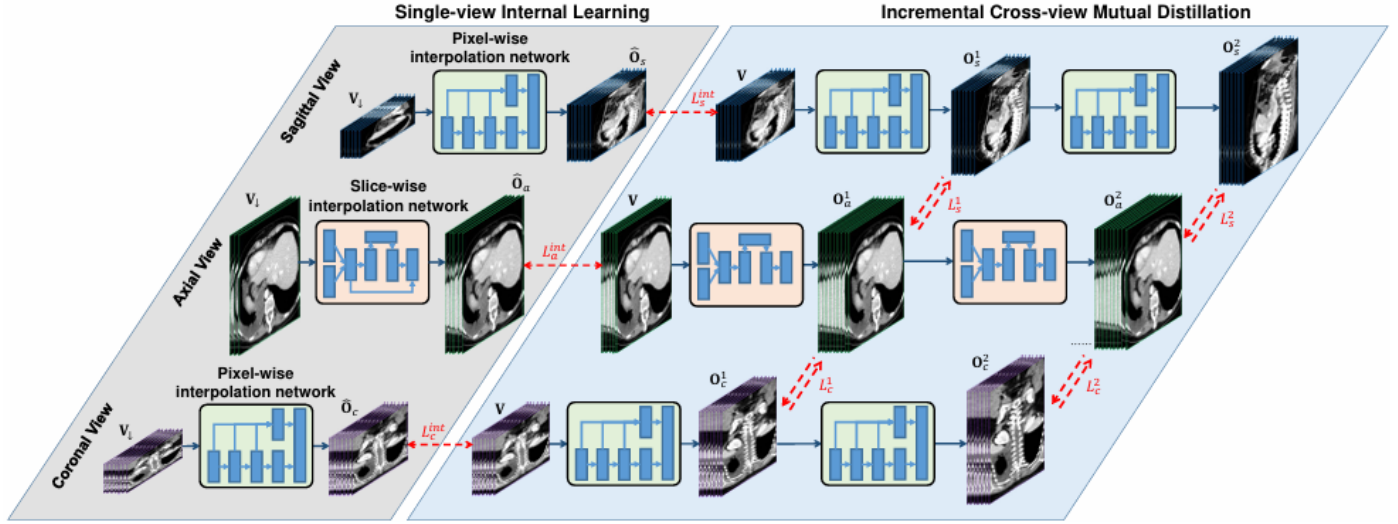 Single-view Internal Learning
Incremental Cross-view Mutual Distillation
Sagittal View
Pixel-wise
interpolation network
V↓
Ô_s
L_s^{int}
V
O_s^1
O_s^2
Axial View
Slice-wise
interpolation network
V↓
Ô_a
L_a^{int}
V
O_a^1
L_s^1
O_a^2
L_s^2
Coronal View
Pixel-wise
interpolation network
V↓
Ô_c
L_c^{int}
V
O_c^1
L_c^1
O_c^2
L_c^2
......